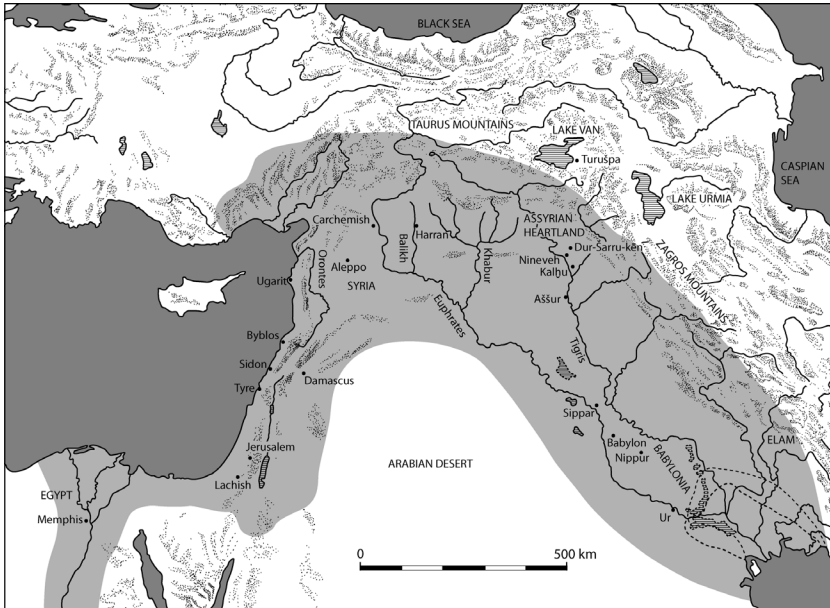 BLACK SEA
TAURUS MOUNTAINS
LAKE VAN
Turušpa
CASPIAN
SEA
LAKE URMIA
Carchemish
Balikh
Harran
Khabur
ASSYRIAN
HEARTLAND
Dur-Šarru-ken
Nineveh
Kalḫu
ZAGROS MOUNTAINS
Aleppo
SYRIA
Orontes
Ugarit
Euphrates
Aššur
Tigris
Byblos
Sidon
Tyre
Damascus
Sippar
Babylon
Nippur
BABYLONIA
ELAM
Jerusalem
Lachish
ARABIAN DESERT
EGYPT
Memphis
Ur
0
500 km